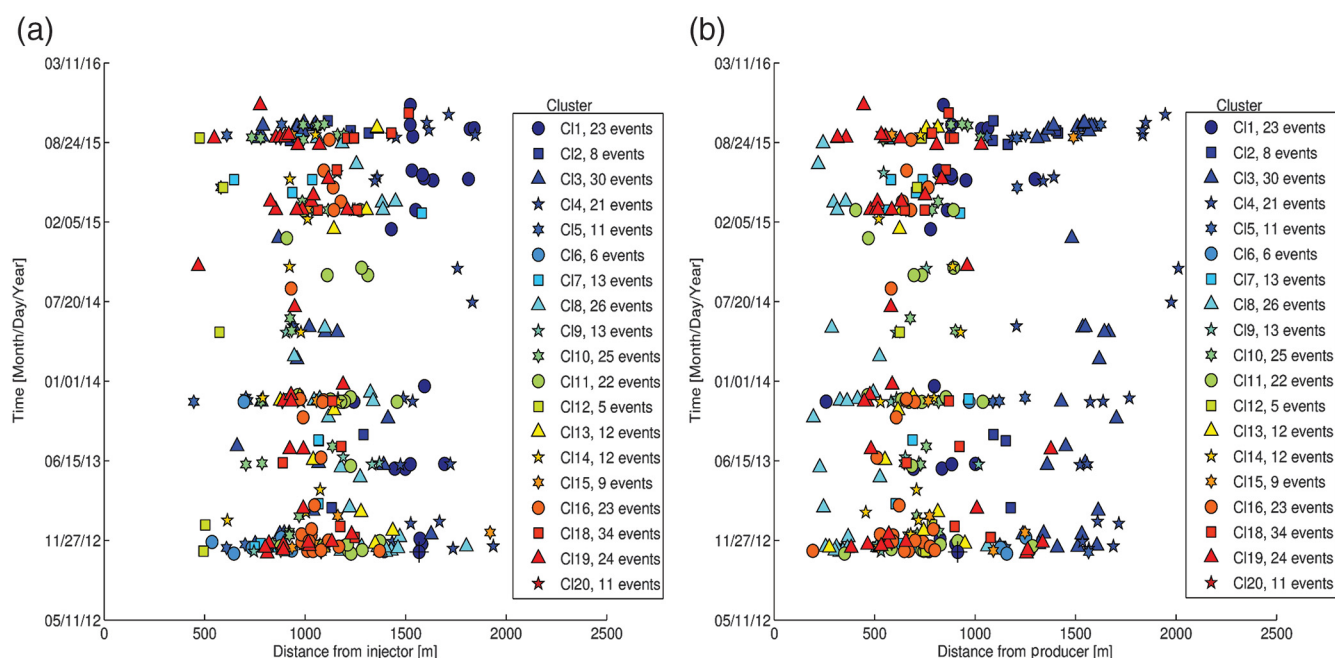 (a)
Time [Month/Day/Year]
03/11/16
08/24/15
02/05/15
07/20/14
01/01/14
06/15/13
11/27/12
05/11/12
0
500
1000
1500
2000
2500
Distance from injector [m]
Cluster
Cl1, 23 events
Cl2, 8 events
Cl3, 30 events
Cl4, 21 events
Cl5, 11 events
Cl6, 6 events
Cl7, 13 events
Cl8, 26 events
Cl9, 13 events
Cl10, 25 events
Cl11, 22 events
Cl12, 5 events
Cl13, 12 events
Cl14, 12 events
Cl15, 9 events
Cl16, 23 events
Cl18, 34 events
Cl19, 24 events
Cl20, 11 events
(b)
Time [Month/Day/Year]
03/11/16
08/24/15
02/05/15
07/20/14
01/01/14
06/15/13
11/27/12
05/11/12
0
500
1000
1500
2000
2500
Distance from producer [m]
Cluster
Cl1, 23 events
Cl2, 8 events
Cl3, 30 events
Cl4, 21 events
Cl5, 11 events
Cl6, 6 events
Cl7, 13 events
Cl8, 26 events
Cl9, 13 events
Cl10, 25 events
Cl11, 22 events
Cl12, 5 events
Cl13, 12 events
Cl14, 12 events
Cl15, 9 events
Cl16, 23 events
Cl18, 34 events
Cl19, 24 events
Cl20, 11 events